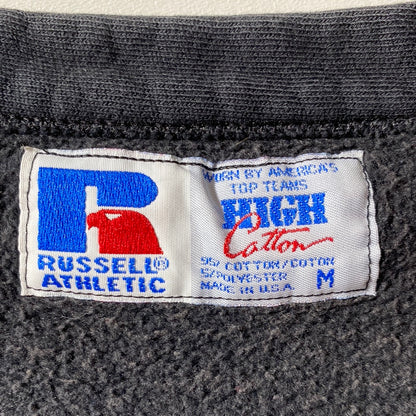 R
RUSSELL®
ATHLETIC
WORN BY AMERICA'S
TOP TEAMS
HIGH
Cotton
95/ COTTON/COTON
5/POLYESTER
MADE IN U.S.A.
M